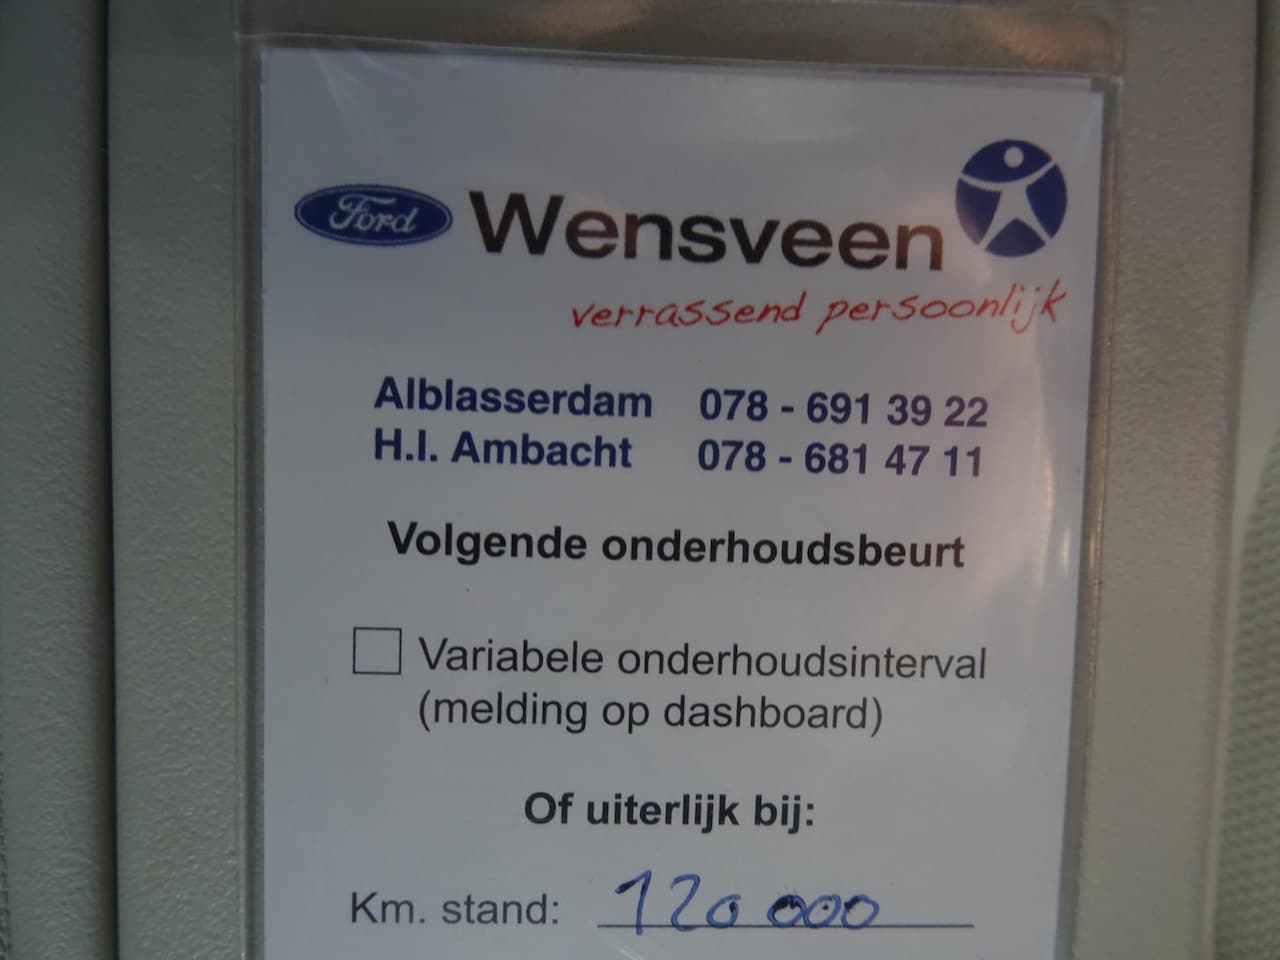 Ford Wensveen
verrassend persoonlijk
Alblasserdam 078 - 691 39 22
H.I. Ambacht 078 - 681 47 11
Volgende onderhoudsbeurt
Variabele onderhoudsinterval
(melding op dashboard)
Of uiterlijk bij:
Km. stand: 120 000